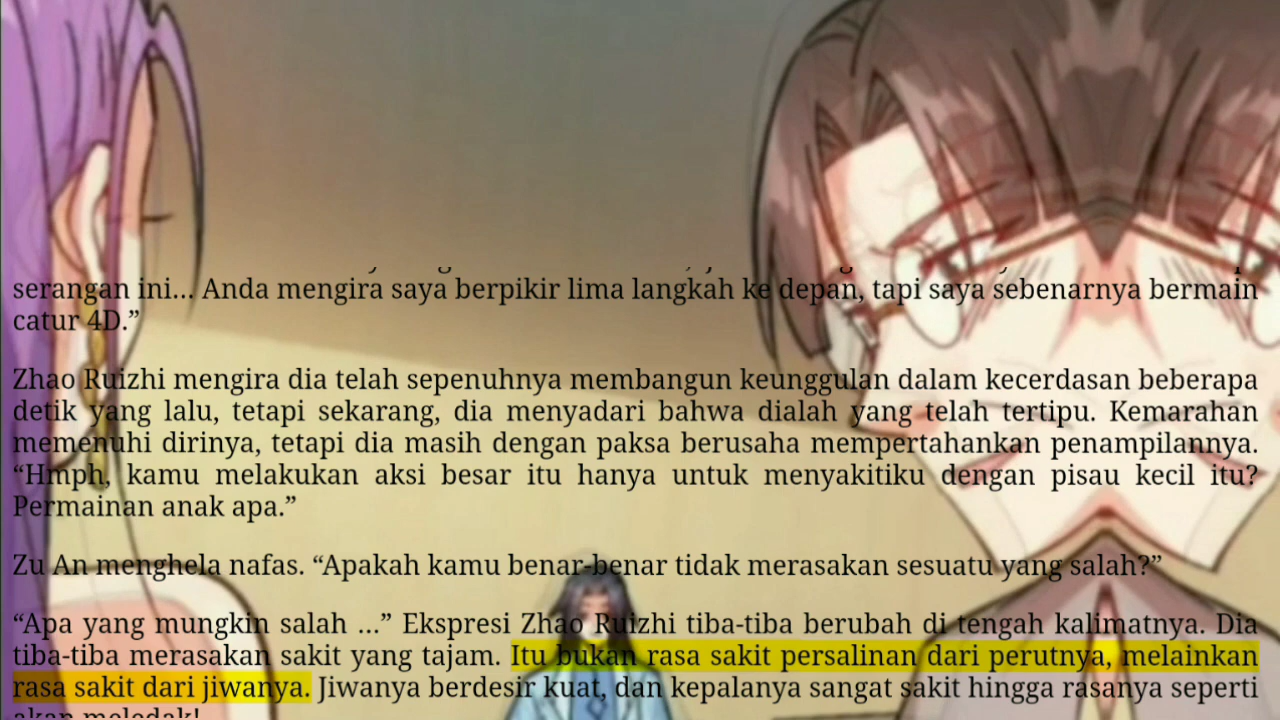 serangan ini... Anda mengira saya berpikir lima langkah ke depan, tapi saya sebenarnya bermain
catur 4D.”
Zhao Ruizhi mengira dia telah sepenuhnya membangun keunggulan dalam kecerdasan beberapa
detik yang lalu, tetapi sekarang, dia menyadari bahwa dialah yang telah tertipu. Kemarahan
memenuhi dirinya, tetapi dia masih dengan paksa berusaha mempertahankan penampilannya.
“Hmph, kamu melakukan aksi besar itu hanya untuk menyakitiku dengan pisau kecil itu?
Permainan anak apa.”
Zu An menghela nafas. “Apakah kamu benar-benar tidak merasakan sesuatu yang salah?”
“Apa yang mungkin salah ...” Ekspresi Zhao Ruizhi tiba-tiba berubah di tengah kalimatnya. Dia
tiba-tiba merasakan sakit yang tajam. Itu bukan rasa sakit persalinan dari perutnya, melainkan
rasa sakit dari jiwanya. Jiwanya berdesir kuat, dan kepalanya sangat sakit hingga rasanya seperti
akan meledak!